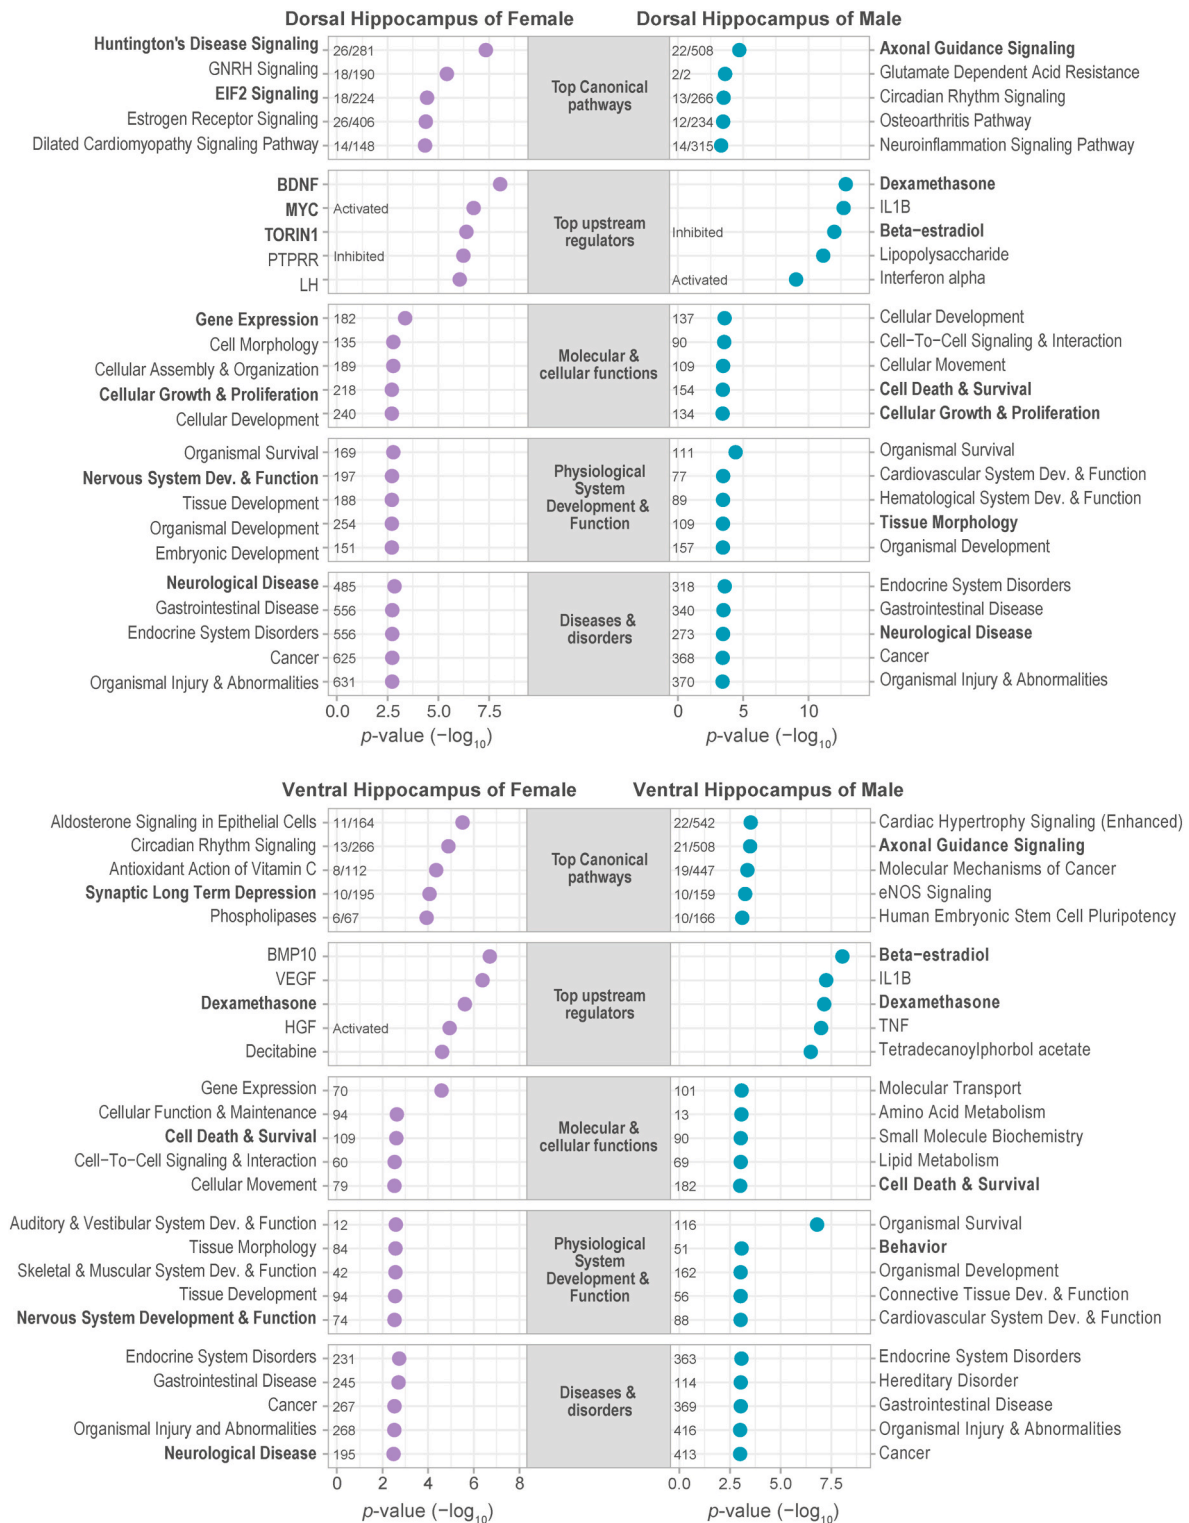 Dorsal Hippocampus of Female
Dorsal Hippocampus of Male
Huntington's Disease Signaling 26/281
GNRH Signaling 18/190
EIF2 Signaling 18/224
Estrogen Receptor Signaling 26/406
Dilated Cardiomyopathy Signaling Pathway 14/148
Top Canonical
pathways
22/508 Axonal Guidance Signaling
2/2 Glutamate Dependent Acid Resistance
13/266 Circadian Rhythm Signaling
12/234 Osteoarthritis Pathway
14/315 Neuroinflammation Signaling Pathway
BDNF
MYC Activated
TORIN1
PTPRR Inhibited
LH
Top upstream
regulators
Dexamethasone
IL1B
Inhibited Beta−estradiol
Lipopolysaccharide
Activated Interferon alpha
Gene Expression 182
Cell Morphology 135
Cellular Assembly & Organization 189
Cellular Growth & Proliferation 218
Cellular Development 240
Molecular &
cellular functions
137 Cellular Development
90 Cell−To−Cell Signaling & Interaction
109 Cellular Movement
154 Cell Death & Survival
134 Cellular Growth & Proliferation
Organismal Survival 169
Nervous System Dev. & Function 197
Tissue Development 188
Organismal Development 254
Embryonic Development 151
Physiological
System
Development &
Function
111 Organismal Survival
77 Cardiovascular System Dev. & Function
89 Hematological System Dev. & Function
109 Tissue Morphology
157 Organismal Development
Neurological Disease 485
Gastrointestinal Disease 556
Endocrine System Disorders 556
Cancer 625
Organismal Injury & Abnormalities 631
Diseases &
disorders
318 Endocrine System Disorders
340 Gastrointestinal Disease
273 Neurological Disease
368 Cancer
370 Organismal Injury & Abnormalities
0.0 2.5 5.0 7.5
p-value (−log10)
0 5 10
p-value (−log10)
Ventral Hippocampus of Female
Ventral Hippocampus of Male
Aldosterone Signaling in Epithelial Cells 11/164
Circadian Rhythm Signaling 13/266
Antioxidant Action of Vitamin C 8/112
Synaptic Long Term Depression 10/195
Phospholipases 6/67
Top Canonical
pathways
22/542 Cardiac Hypertrophy Signaling (Enhanced)
21/508 Axonal Guidance Signaling
19/447 Molecular Mechanisms of Cancer
10/159 eNOS Signaling
10/166 Human Embryonic Stem Cell Pluripotency
BMP10
VEGF
Dexamethasone
HGF Activated
Decitabine
Top upstream
regulators
Beta−estradiol
IL1B
Dexamethasone
TNF
Tetradecanoylphorbol acetate
Gene Expression 70
Cellular Function & Maintenance 94
Cell Death & Survival 109
Cell−To−Cell Signaling & Interaction 60
Cellular Movement 79
Molecular &
cellular functions
101 Molecular Transport
13 Amino Acid Metabolism
90 Small Molecule Biochemistry
69 Lipid Metabolism
182 Cell Death & Survival
Auditory & Vestibular System Dev. & Function 12
Tissue Morphology 84
Skeletal & Muscular System Dev. & Function 42
Tissue Development 94
Nervous System Development & Function 74
Physiological
System
Development &
Function
116 Organismal Survival
51 Behavior
162 Organismal Development
56 Connective Tissue Dev. & Function
88 Cardiovascular System Dev. & Function
Endocrine System Disorders 231
Gastrointestinal Disease 245
Cancer 267
Organismal Injury and Abnormalities 268
Neurological Disease 195
Diseases &
disorders
363 Endocrine System Disorders
114 Hereditary Disorder
369 Gastrointestinal Disease
416 Organismal Injury & Abnormalities
413 Cancer
0 2 4 6 8
p-value (−log10)
0.0 2.5 5.0 7.5
p-value (−log10)